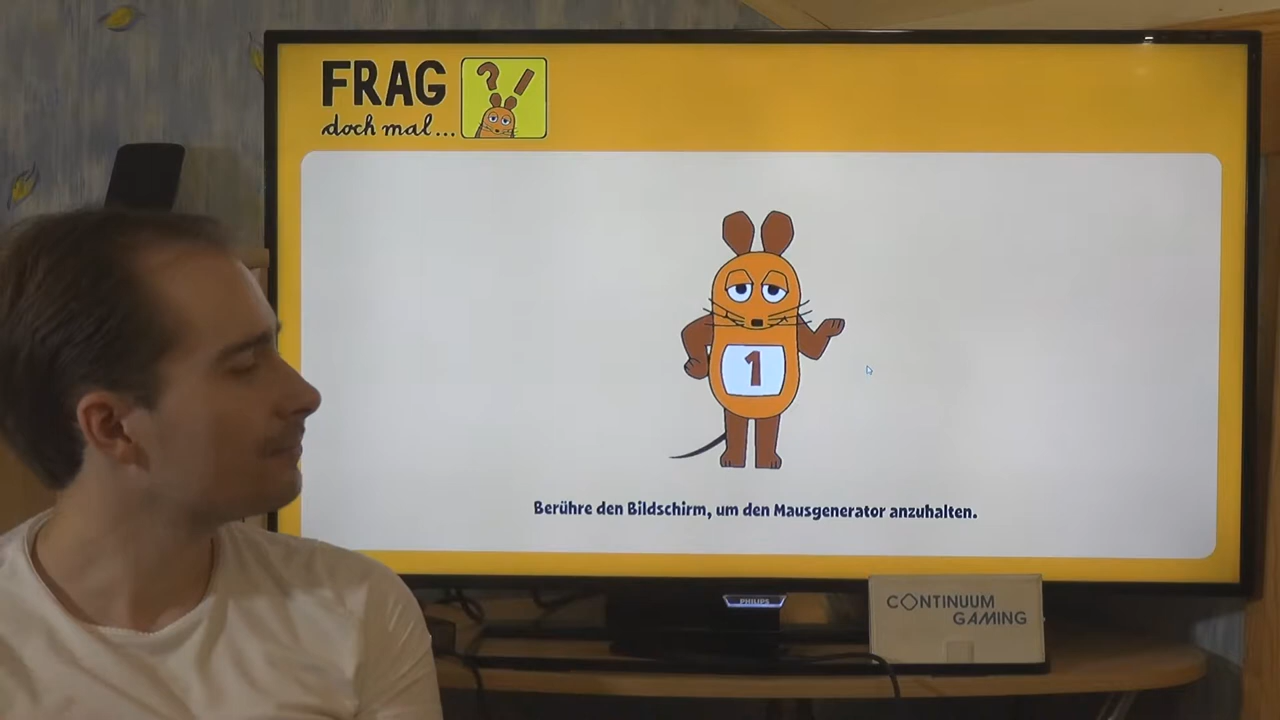 FRAG
doch mal...
? !
1
Berühre den Bildschirm, um den Mausgenerator anzuhalten.
PHILIPS
CONTINUUM
GAMING